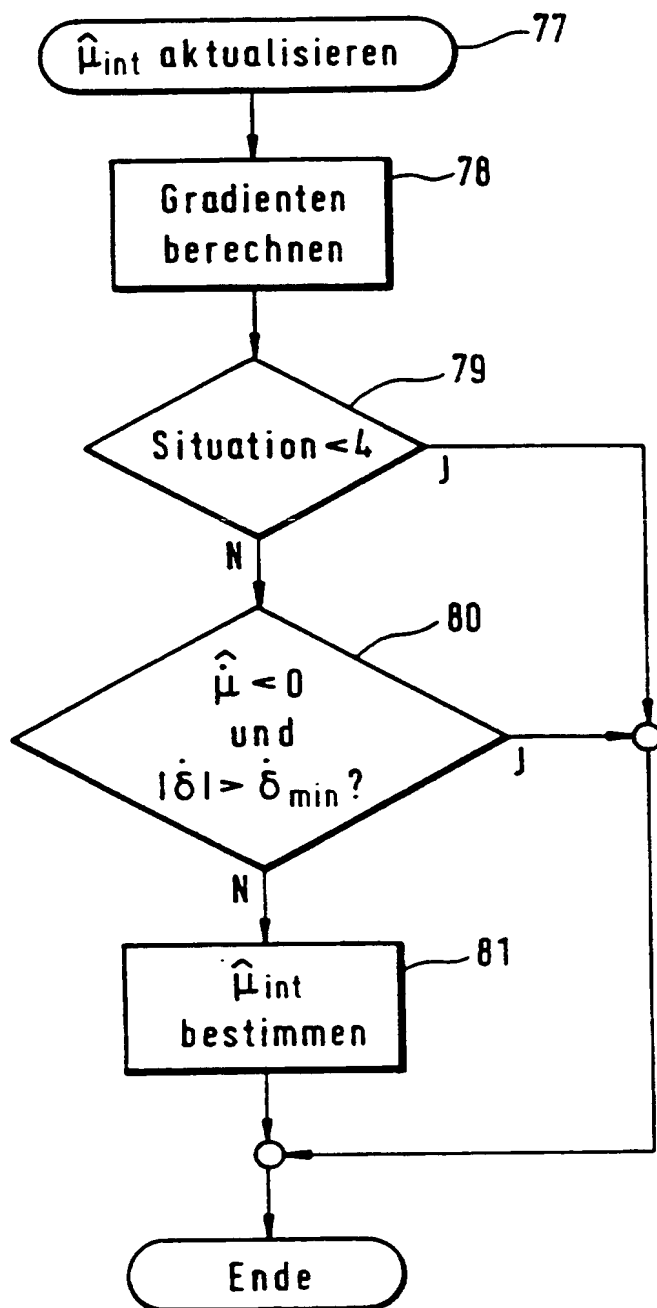 μ̂int aktualisieren
77
Gradienten
berechnen
78
Situation<4
79
J
N
μ̂̇ < 0
und
|δ̇| > δ̇min?
80
J
N
μ̂int
bestimmen
81
Ende